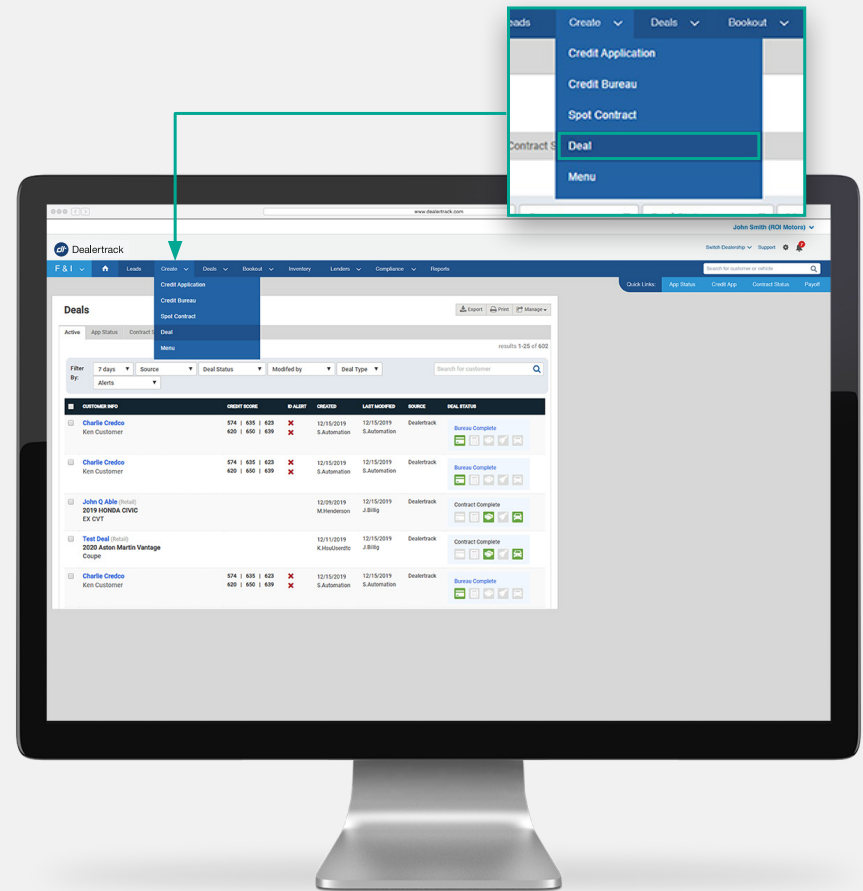 eads Create Deals Bookout
Credit Application
Credit Bureau
Spot Contract
Contract S Deal
Menu
www.dealertrack.com
John Smith (ROI Motors)
dt Dealertrack
Switch Dealership Support
F & I Leads Create Deals Bookout Inventory Lenders Compliance Reports
Search for customer or vehicle
Quick Links: App Status Credit App Contract Status Payoff
Credit Application
Credit Bureau
Spot Contract
Deal
Menu
Deals
Export Print Manage
Active App Status Contract S
results 1-25 of 602
Filter By: 7 days Source Deal Status Modifed by Deal Type
Search for customer
Alerts
CUSTOMER INFO CREDIT SCORE ID ALERT CREATED LAST MODIFIED SOURCE DEAL STATUS
Charlie Credco 574 | 635 | 623 12/15/2019 12/15/2019 Dealertrack Bureau Complete
Ken Customer 620 | 650 | 639 S.Automation S.Automation
Charlie Credco 574 | 635 | 623 12/15/2019 12/15/2019 Dealertrack Bureau Complete
Ken Customer 620 | 650 | 639 S.Automation S.Automation
John Q Able (Retail) 12/09/2019 12/15/2019 Dealertrack Contract Complete
2019 HONDA CIVIC M.Henderson J.Billig
EX CVT
Test Deal (Retail) 12/11/2019 12/15/2019 Dealertrack Contract Complete
2020 Aston Martin Vantage J.Billig
Coupe
Charlie Credco 574 | 635 | 623 12/15/2019 12/15/2019 Dealertrack Bureau Complete
Ken Customer 620 | 650 | 639 S.Automation S.Automation